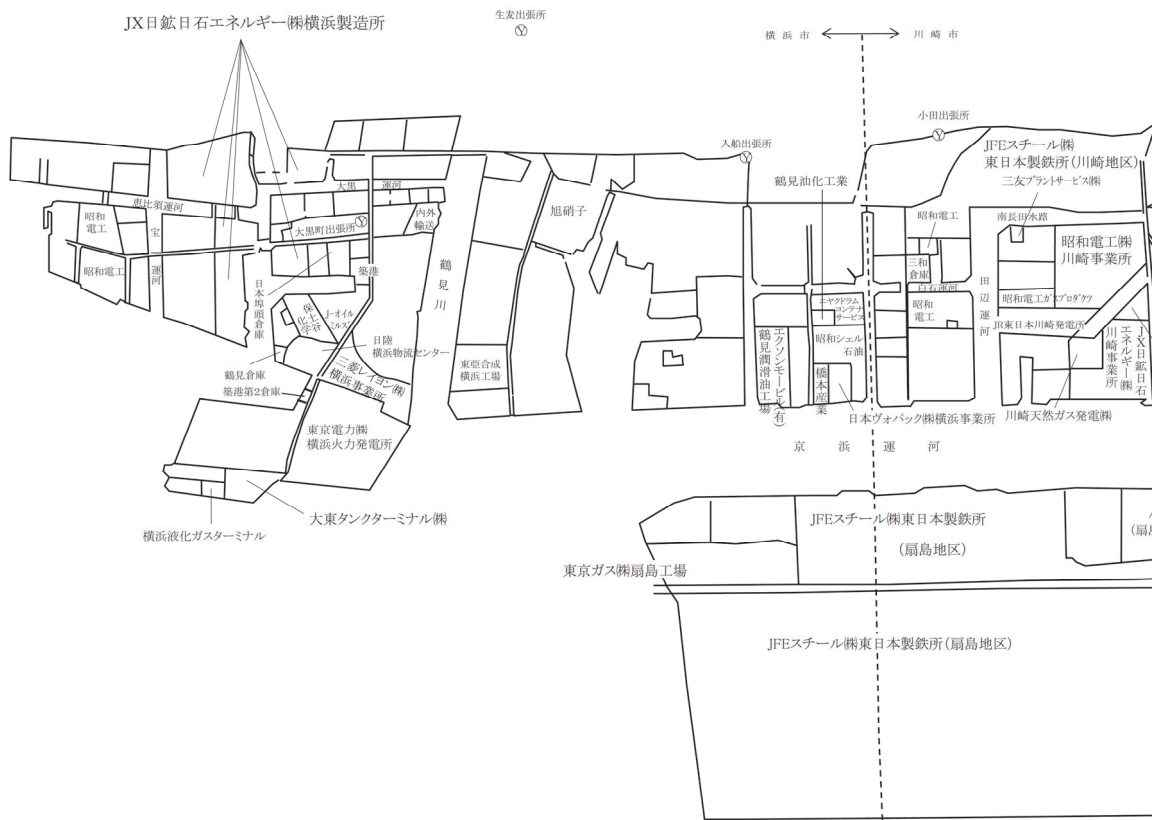 生麦出張所
Ⓨ
JX日鉱日石エネルギー㈱横浜製造所
横浜市
川崎市
小田出張所
Ⓨ
入船出張所
Ⓨ
JFEスチール㈱
東日本製鉄所(川崎地区)
三友プラントサービス㈱
鶴見油化工業
大黒
運河
恵比須運河
昭和
電工
宝
運河
大黒町出張所
Ⓨ
内外
輸送
旭硝子
昭和電工
南長田水路
昭和電工㈱
川崎事業所
昭和電工
築港
鶴見川
三和
倉庫
白石運河
田辺運河
日本埠頭倉庫
保土谷
化学
J-オイル
ミルズ
ニヤクドラム
コンテナ
サービス
昭和
電工
昭和電工ガスプロダクツ
JR東日本川崎発電所
日陸
横浜物流センター
エクソンモービル(有)
鶴見潤滑油工場
昭和シェル
石油
JX日鉱日石
エネルギー㈱
川崎事業所
鶴見倉庫
三菱レイヨン㈱
横浜事業所
東亞合成
横浜工場
橋本産業
築港第2倉庫
日本ヴォパック㈱横浜事業所
川崎天然ガス発電㈱
東京電力㈱
横浜火力発電所
京浜運河
大東タンクターミナル㈱
横浜液化ガスターミナル
JFEスチール㈱東日本製鉄所
(扇島地区)
(扇島
東京ガス㈱扇島工場
JFEスチール㈱東日本製鉄所(扇島地区)